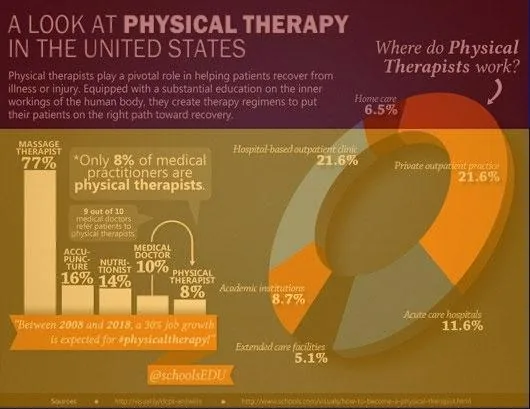 A LOOK AT PHYSICAL THERAPY
IN THE UNITED STATES
Physical therapists play a pivotal role in helping patients recover from
illness or injury. Equipped with a substantial education on the inner
workings of the human body, they create therapy regimens to put
their patients on the right path toward recovery.
Where do Physical
Therapists work?
Home care
6.5%
Hospital-based outpatient clinic
21.6%
Private outpatient practice
21.6%
Academic institutions
8.7%
Acute care hospitals
11.6%
Extended care facilities
5.1%
MASSAGE
THERAPIST
77%
*Only 8% of medical
practitioners are
physical therapists.
9 out of 10
medical doctors
refer patients to
physical therapists
ACCU-
PUNC-
TURE
16%
NUTRI-
TIONIST
14%
MEDICAL
DOCTOR
10%
PHYSICAL
THERAPIST
8%
"Between 2008 and 2018, a 30% job growth
is expected for #physicaltherapy!"
@schoolsEDU
Sources